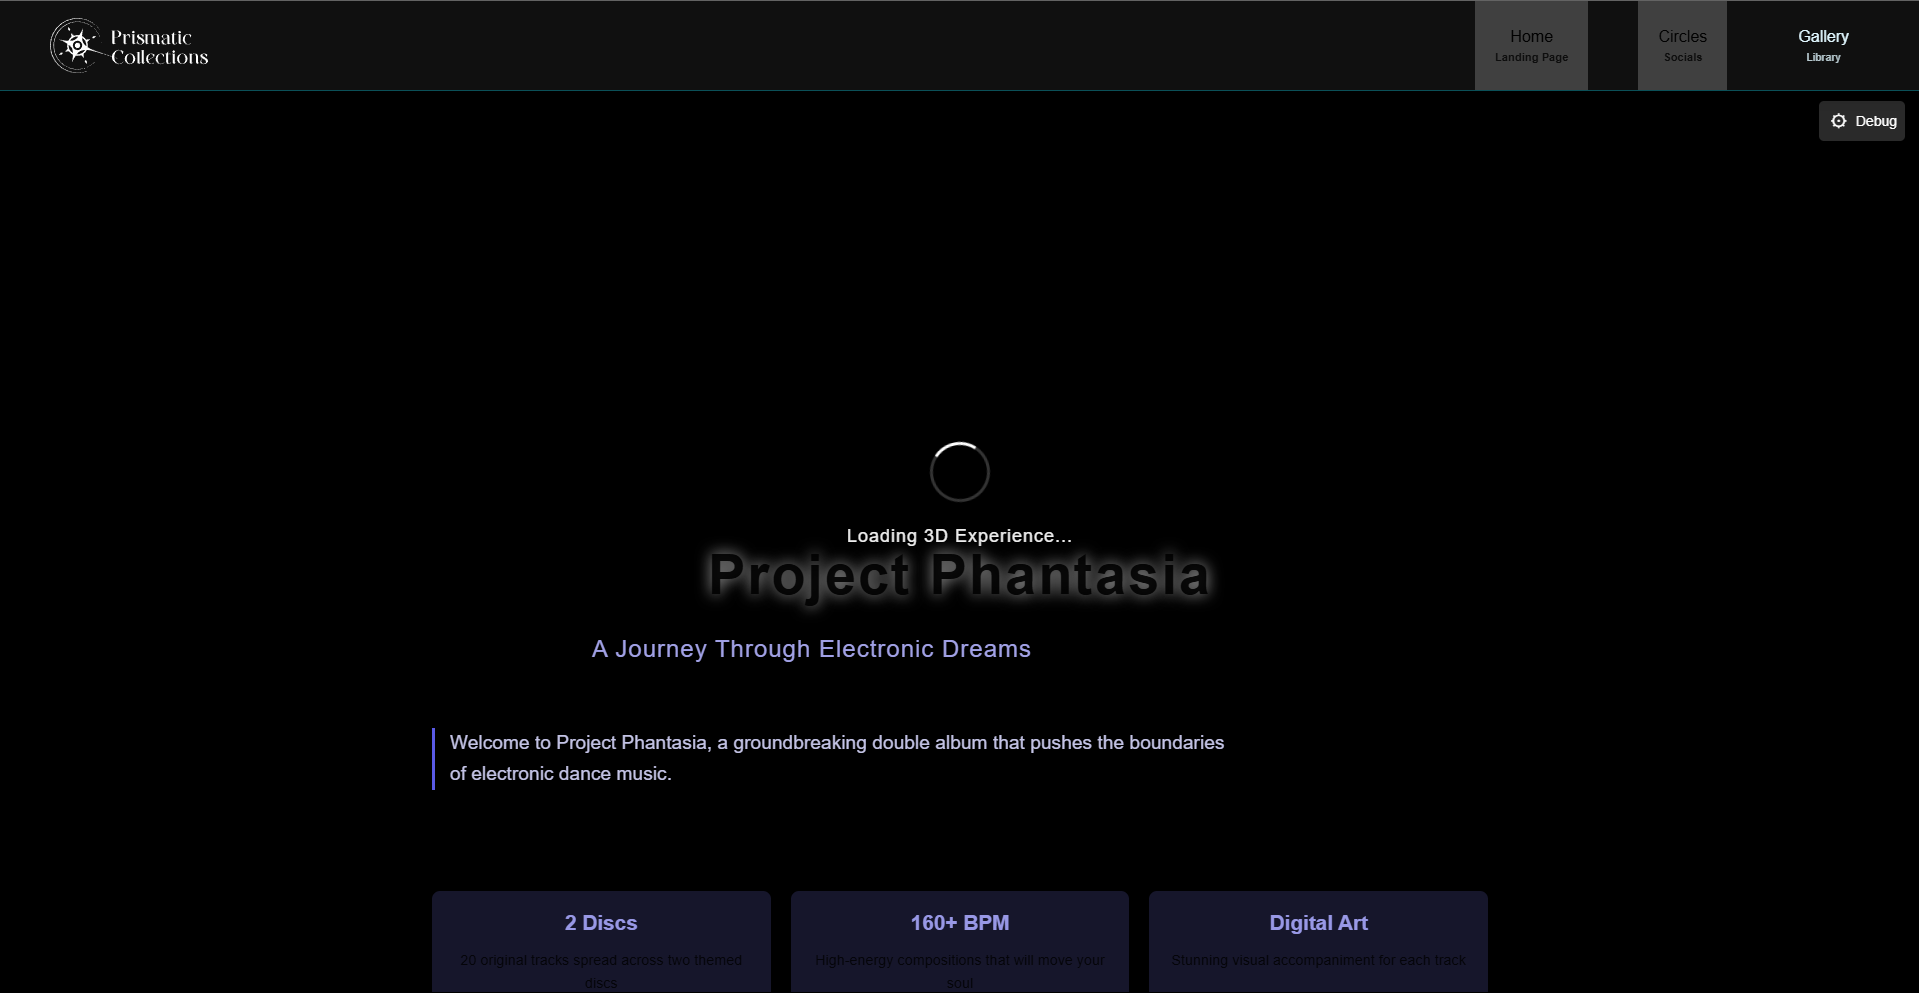 Prismatic
Collections
Home
Landing Page
Circles
Socials
Gallery
Library
Debug
Loading 3D Experience...
Project Phantasia
A Journey Through Electronic Dreams
Welcome to Project Phantasia, a groundbreaking double album that pushes the boundaries
of electronic dance music.
2 Discs
20 original tracks spread across two themed
discs
160+ BPM
High-energy compositions that will move your
soul
Digital Art
Stunning visual accompaniment for each track